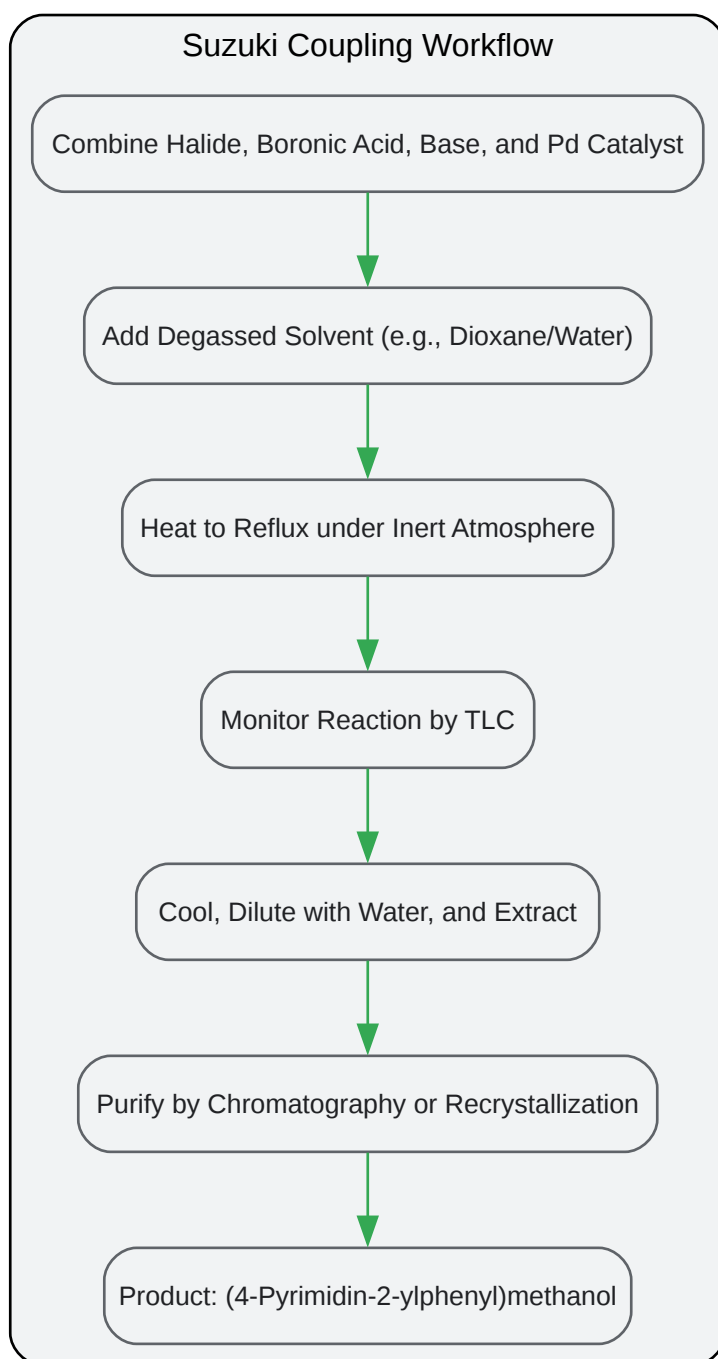 Suzuki Coupling Workflow
Combine Halide, Boronic Acid, Base, and Pd Catalyst
Add Degassed Solvent (e.g., Dioxane/Water)
Heat to Reflux under Inert Atmosphere
Monitor Reaction by TLC
Cool, Dilute with Water, and Extract
Purify by Chromatography or Recrystallization
Product: (4-Pyrimidin-2-ylphenyl)methanol